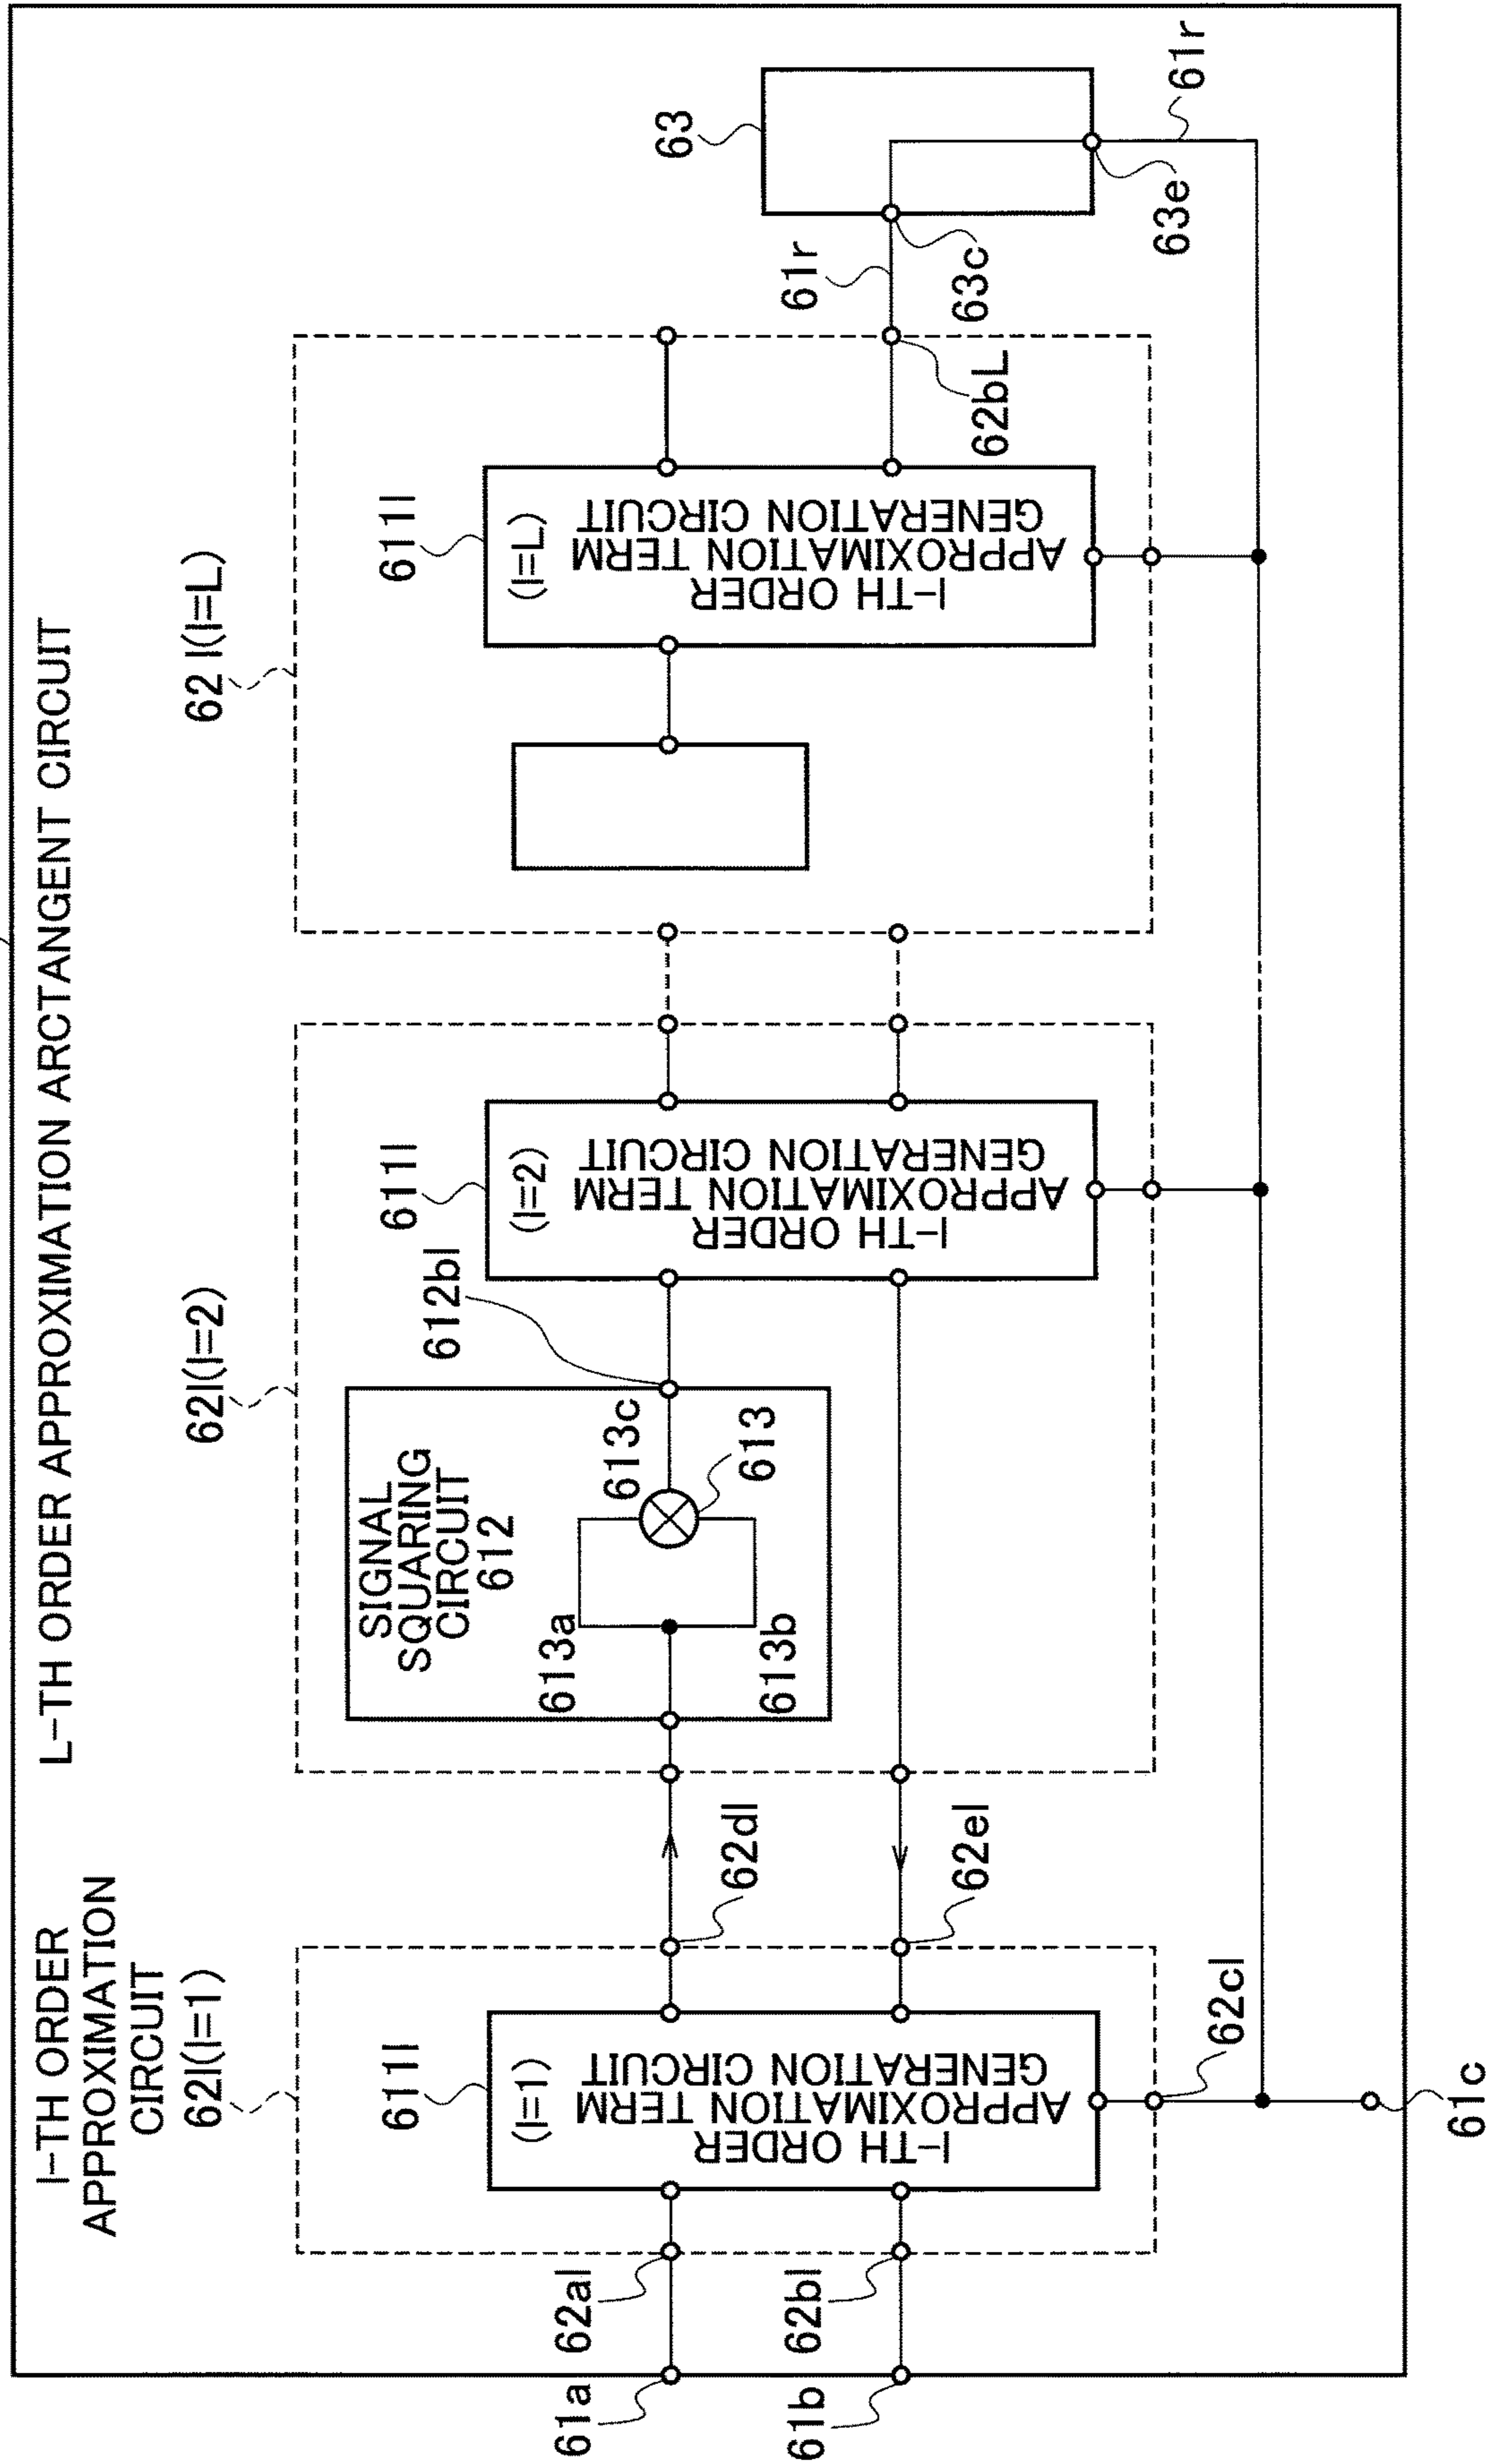 L-TH ORDER APPROXIMATION ARCTANGENT CIRCUIT
I-TH ORDER
APPROXIMATION
CIRCUIT
62I(I=1)
62I(I=2)
62 I(I=L)
611I
(I=1)
I-TH ORDER
APPROXIMATION TERM
GENERATION CIRCUIT
SIGNAL
SQUARING
CIRCUIT
612
613a
613b
613c
613
612bI
611I
(I=2)
I-TH ORDER
APPROXIMATION TERM
GENERATION CIRCUIT
611I
(I=L)
I-TH ORDER
APPROXIMATION TERM
GENERATION CIRCUIT
63
61a
62aI
61b
62bI
62dI
62eI
62cI
61c
62bL
61r
63c
63e
61r